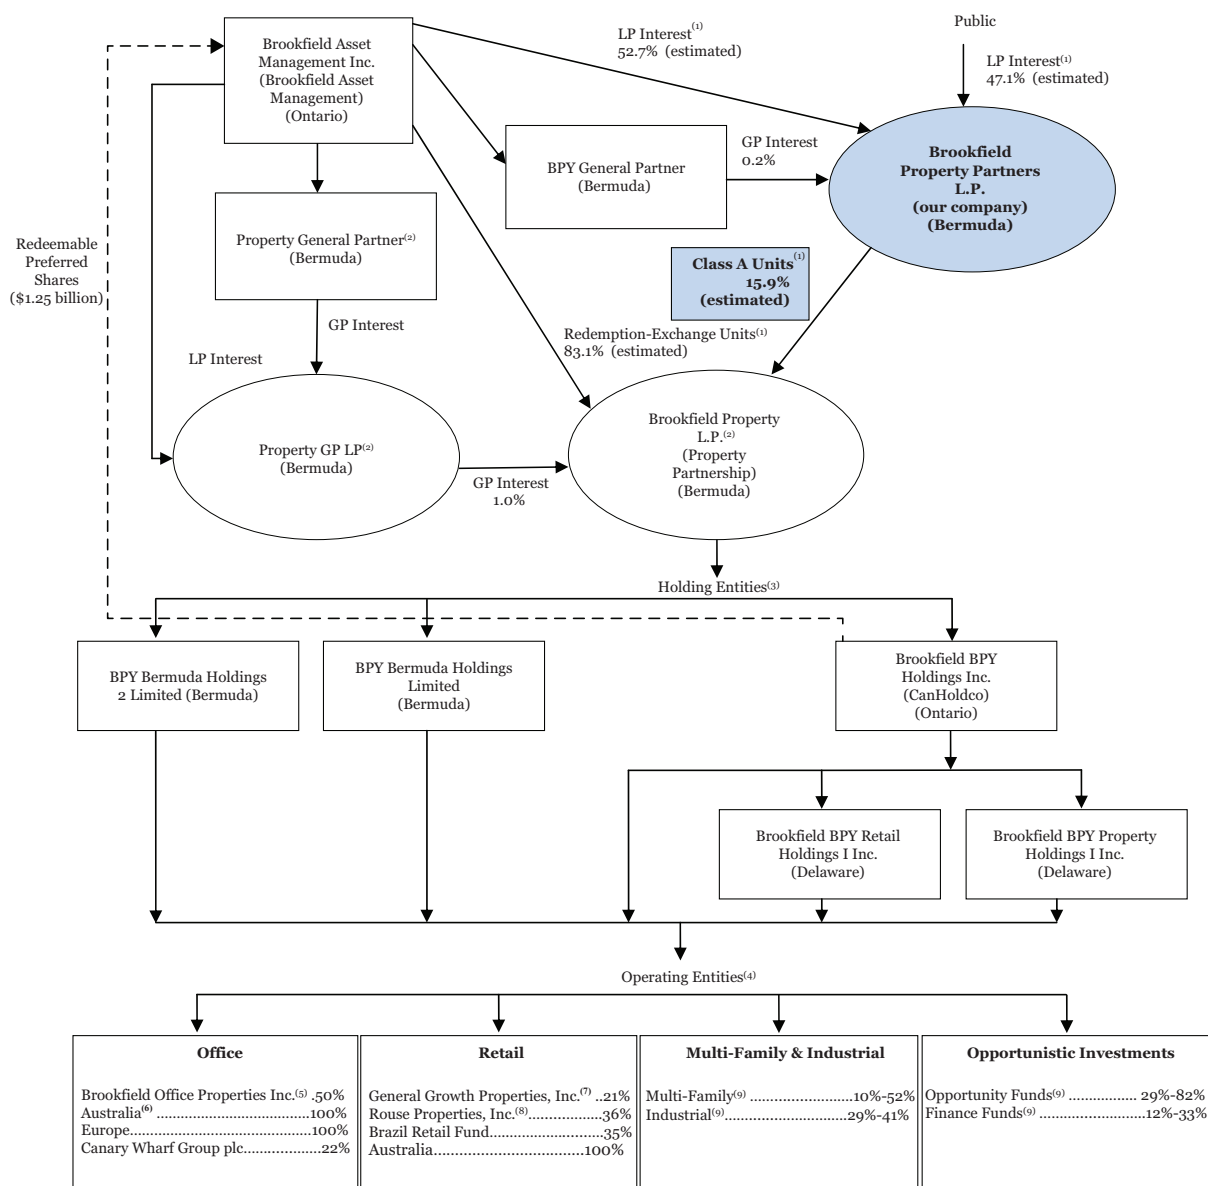 Public
LP Interest(1)
52.7% (estimated)
LP Interest(1)
47.1% (estimated)
Brookfield Asset
Management Inc.
(Brookfield Asset
Management)
(Ontario)
BPY General Partner
(Bermuda)
GP Interest
0.2%
Brookfield
Property Partners
L.P.
(our company)
(Bermuda)
Redeemable
Preferred
Shares
($1.25 billion)
Property General Partner(2)
(Bermuda)
Class A Units(1)
15.9%
(estimated)
GP Interest
LP Interest
Redemption-Exchange Units(1)
83.1% (estimated)
Property GP LP(2)
(Bermuda)
GP Interest
1.0%
Brookfield Property
L.P.(2)
(Property
Partnership)
(Bermuda)
Holding Entities(3)
BPY Bermuda Holdings
2 Limited (Bermuda)
BPY Bermuda Holdings
Limited
(Bermuda)
Brookfield BPY
Holdings Inc.
(CanHoldco)
(Ontario)
Brookfield BPY Retail
Holdings I Inc.
(Delaware)
Brookfield BPY Property
Holdings I Inc.
(Delaware)
Operating Entities(4)
Office
Brookfield Office Properties Inc.(5) .50%
Australia(6) ............................100%
Europe............................100%
Canary Wharf Group plc...................22%
Retail
General Growth Properties, Inc.(7) ..21%
Rouse Properties, Inc.(8)..................36%
Brazil Retail Fund......................35%
Australia............................100%
Multi-Family & Industrial
Multi-Family(9) ....................10%-52%
Industrial(9).......................29%-41%
Opportunistic Investments
Opportunity Funds(9) ................. 29%-82%
Finance Funds(9) ....................12%-33%